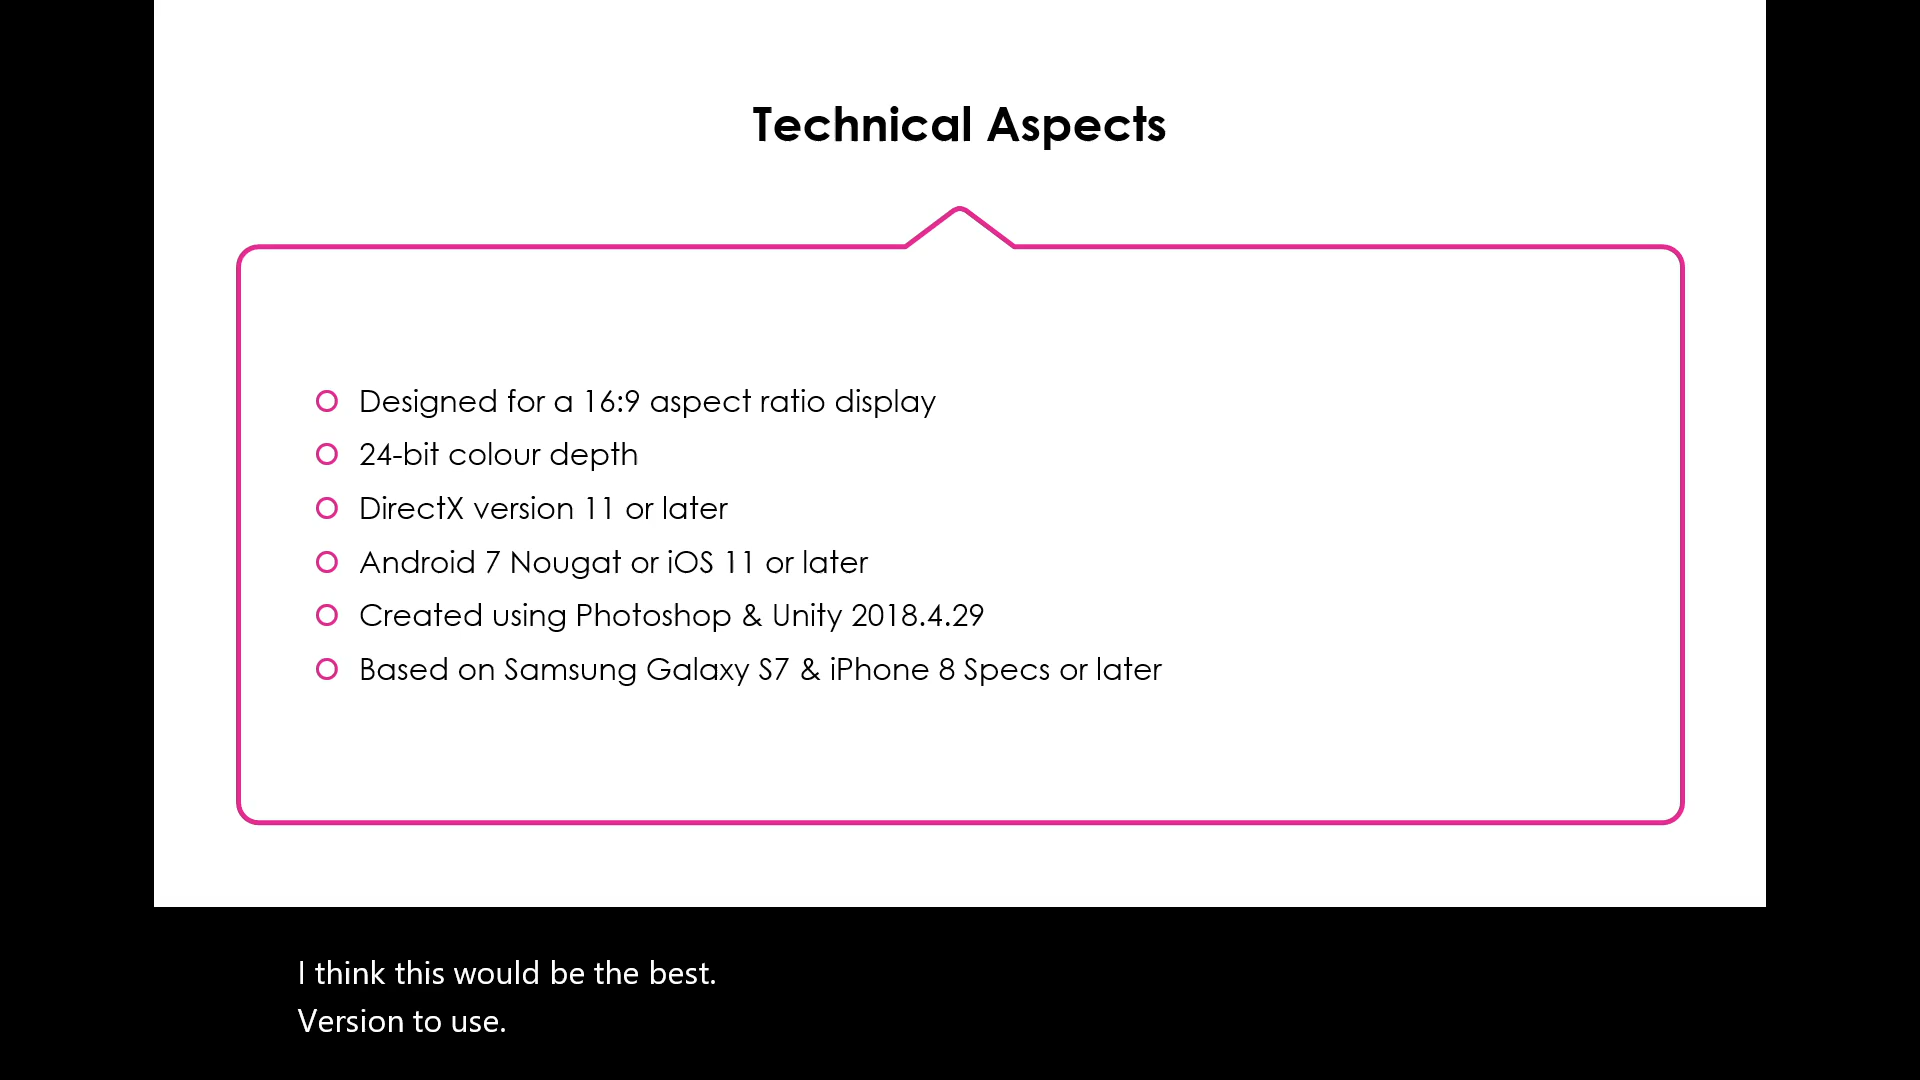 Technical Aspects
Designed for a 16:9 aspect ratio display
24-bit colour depth
DirectX version 11 or later
Android 7 Nougat or iOS 11 or later
Created using Photoshop & Unity 2018.4.29
Based on Samsung Galaxy S7 & iPhone 8 Specs or later
I think this would be the best.
Version to use.